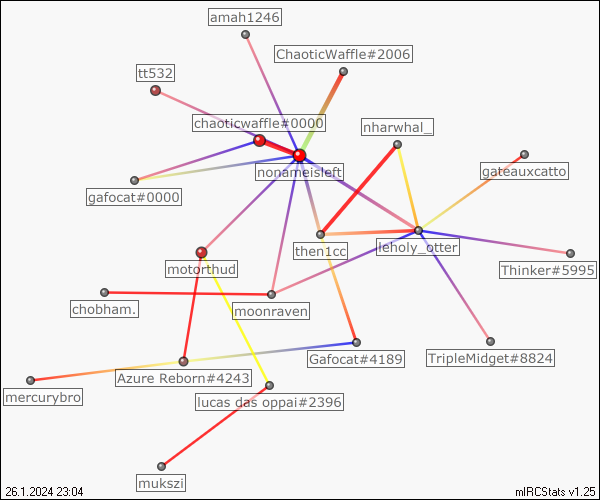 amah1246
ChaoticWaffle#2006
tt532
chaoticwaffle#0000
nharwhal_
nonameisleft
gateauxcatto
gafocat#0000
then1cc
leholy_otter
motorthud
Thinker#5995
chobham.
moonraven
Gafocat#4189
TripleMidget#8824
Azure Reborn#4243
mercurybro
lucas das oppai#2396
mukszi
26.1.2024 23:04
mIRCStats v1.25